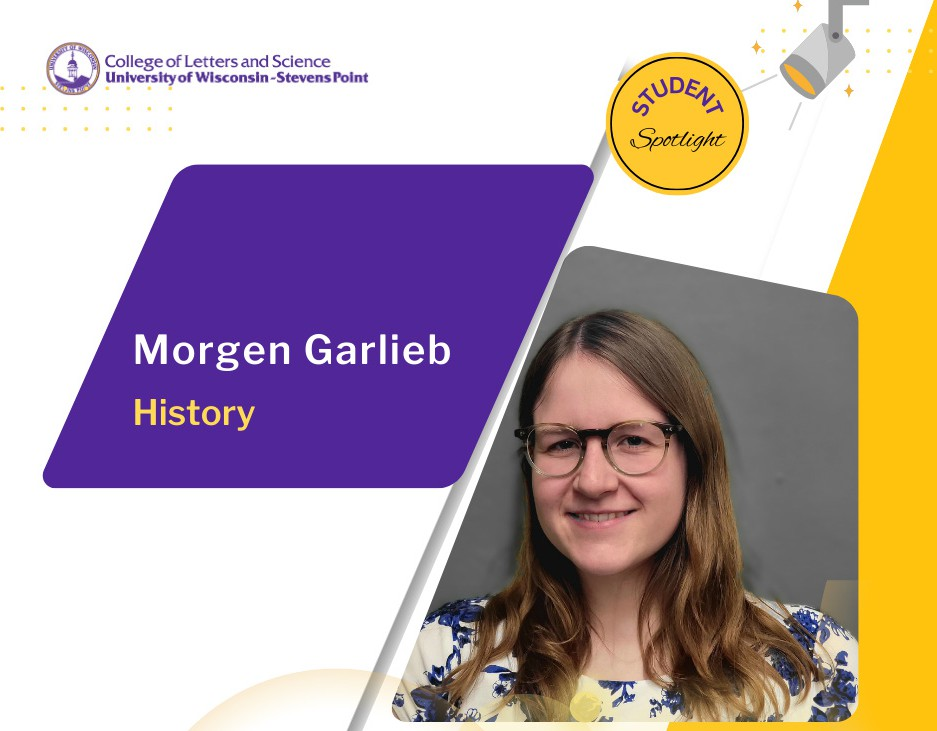 College of Letters and Science
University of Wisconsin-Stevens Point
STUDENT
Spotlight
Morgen Garlieb
History